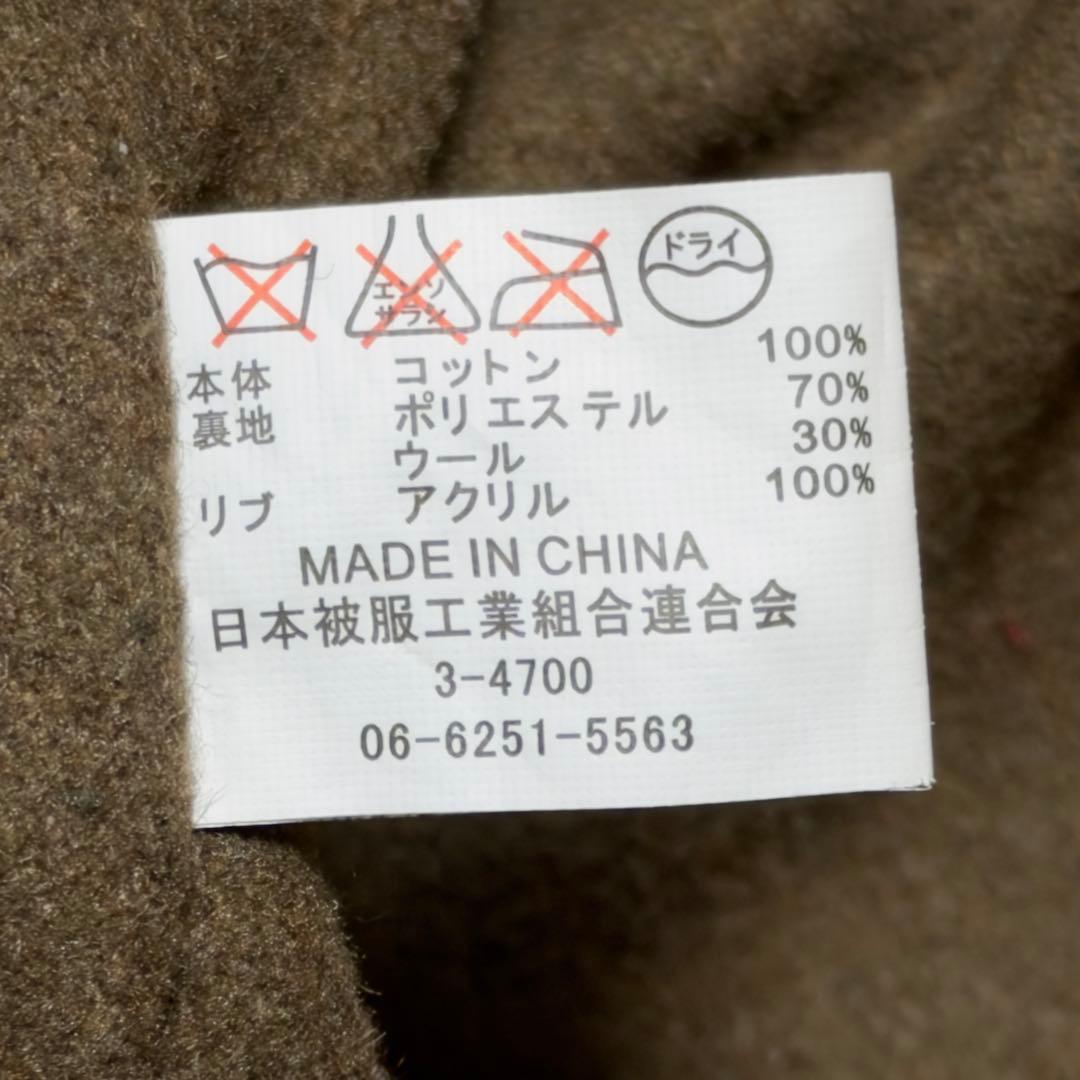 エンソ
サラシ
ドライ
本体 コットン 100%
裏地 ポリエステル 70%
ウール 30%
リブ アクリル 100%
MADE IN CHINA
日本被服工業組合連合会
3-4700
06-6251-5563